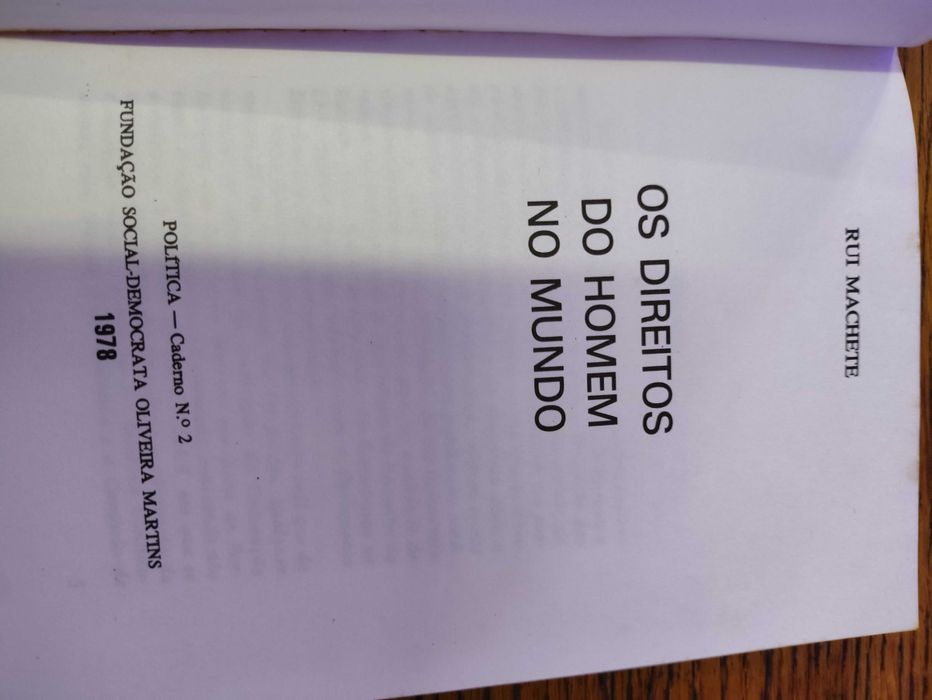 RUI MACHETE
OS DIREITOS
DO HOMEM
NO MUNDO
POLÍTICA — Caderno N.º 2
FUNDAÇÃO SOCIAL-DEMOCRATA OLIVEIRA MARTINS
1978